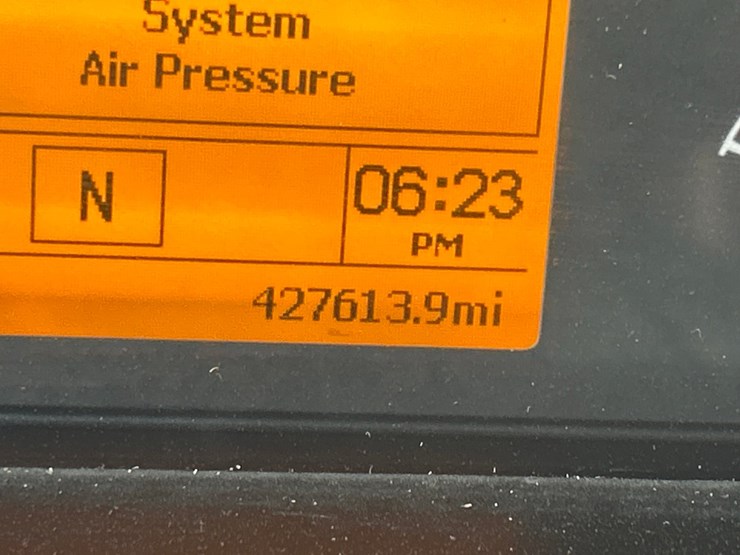 System
Air Pressure
N
06:23
PM
427613.9mi